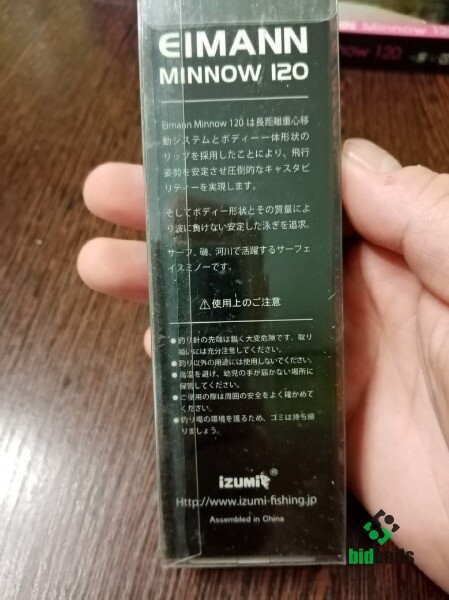 EIMANN
MINNOW 120
Eimann Minnow 120 は長距離重心移
動システムとボディー一体形状の
リップを採用したことにより、飛行
姿勢を安定させ圧倒的なキャスタビ
リティーを実現します。
そしてボディー形状とその質量によ
り波に負けない安定した泳ぎを追求。
サーフ、磯、河川で活躍するサーフェ
イスミノーです。
⚠使用上のご注意
●釣り針の先端は鋭く大変危険です。取り
扱いには充分注意してください。
●釣り以外の用途には使用しないでください。
●高温を避け、幼児の手が届かない場所に
保管してください。
●ご使用の際は周囲の安全をよく確かめて
ください。
●釣り場の環境を護るため、ゴミは持ち帰
りましょう。
izumi®
Http://www.izumi-fishing.jp
Assembled in China
Minnow 12
nnow 120
bidbads